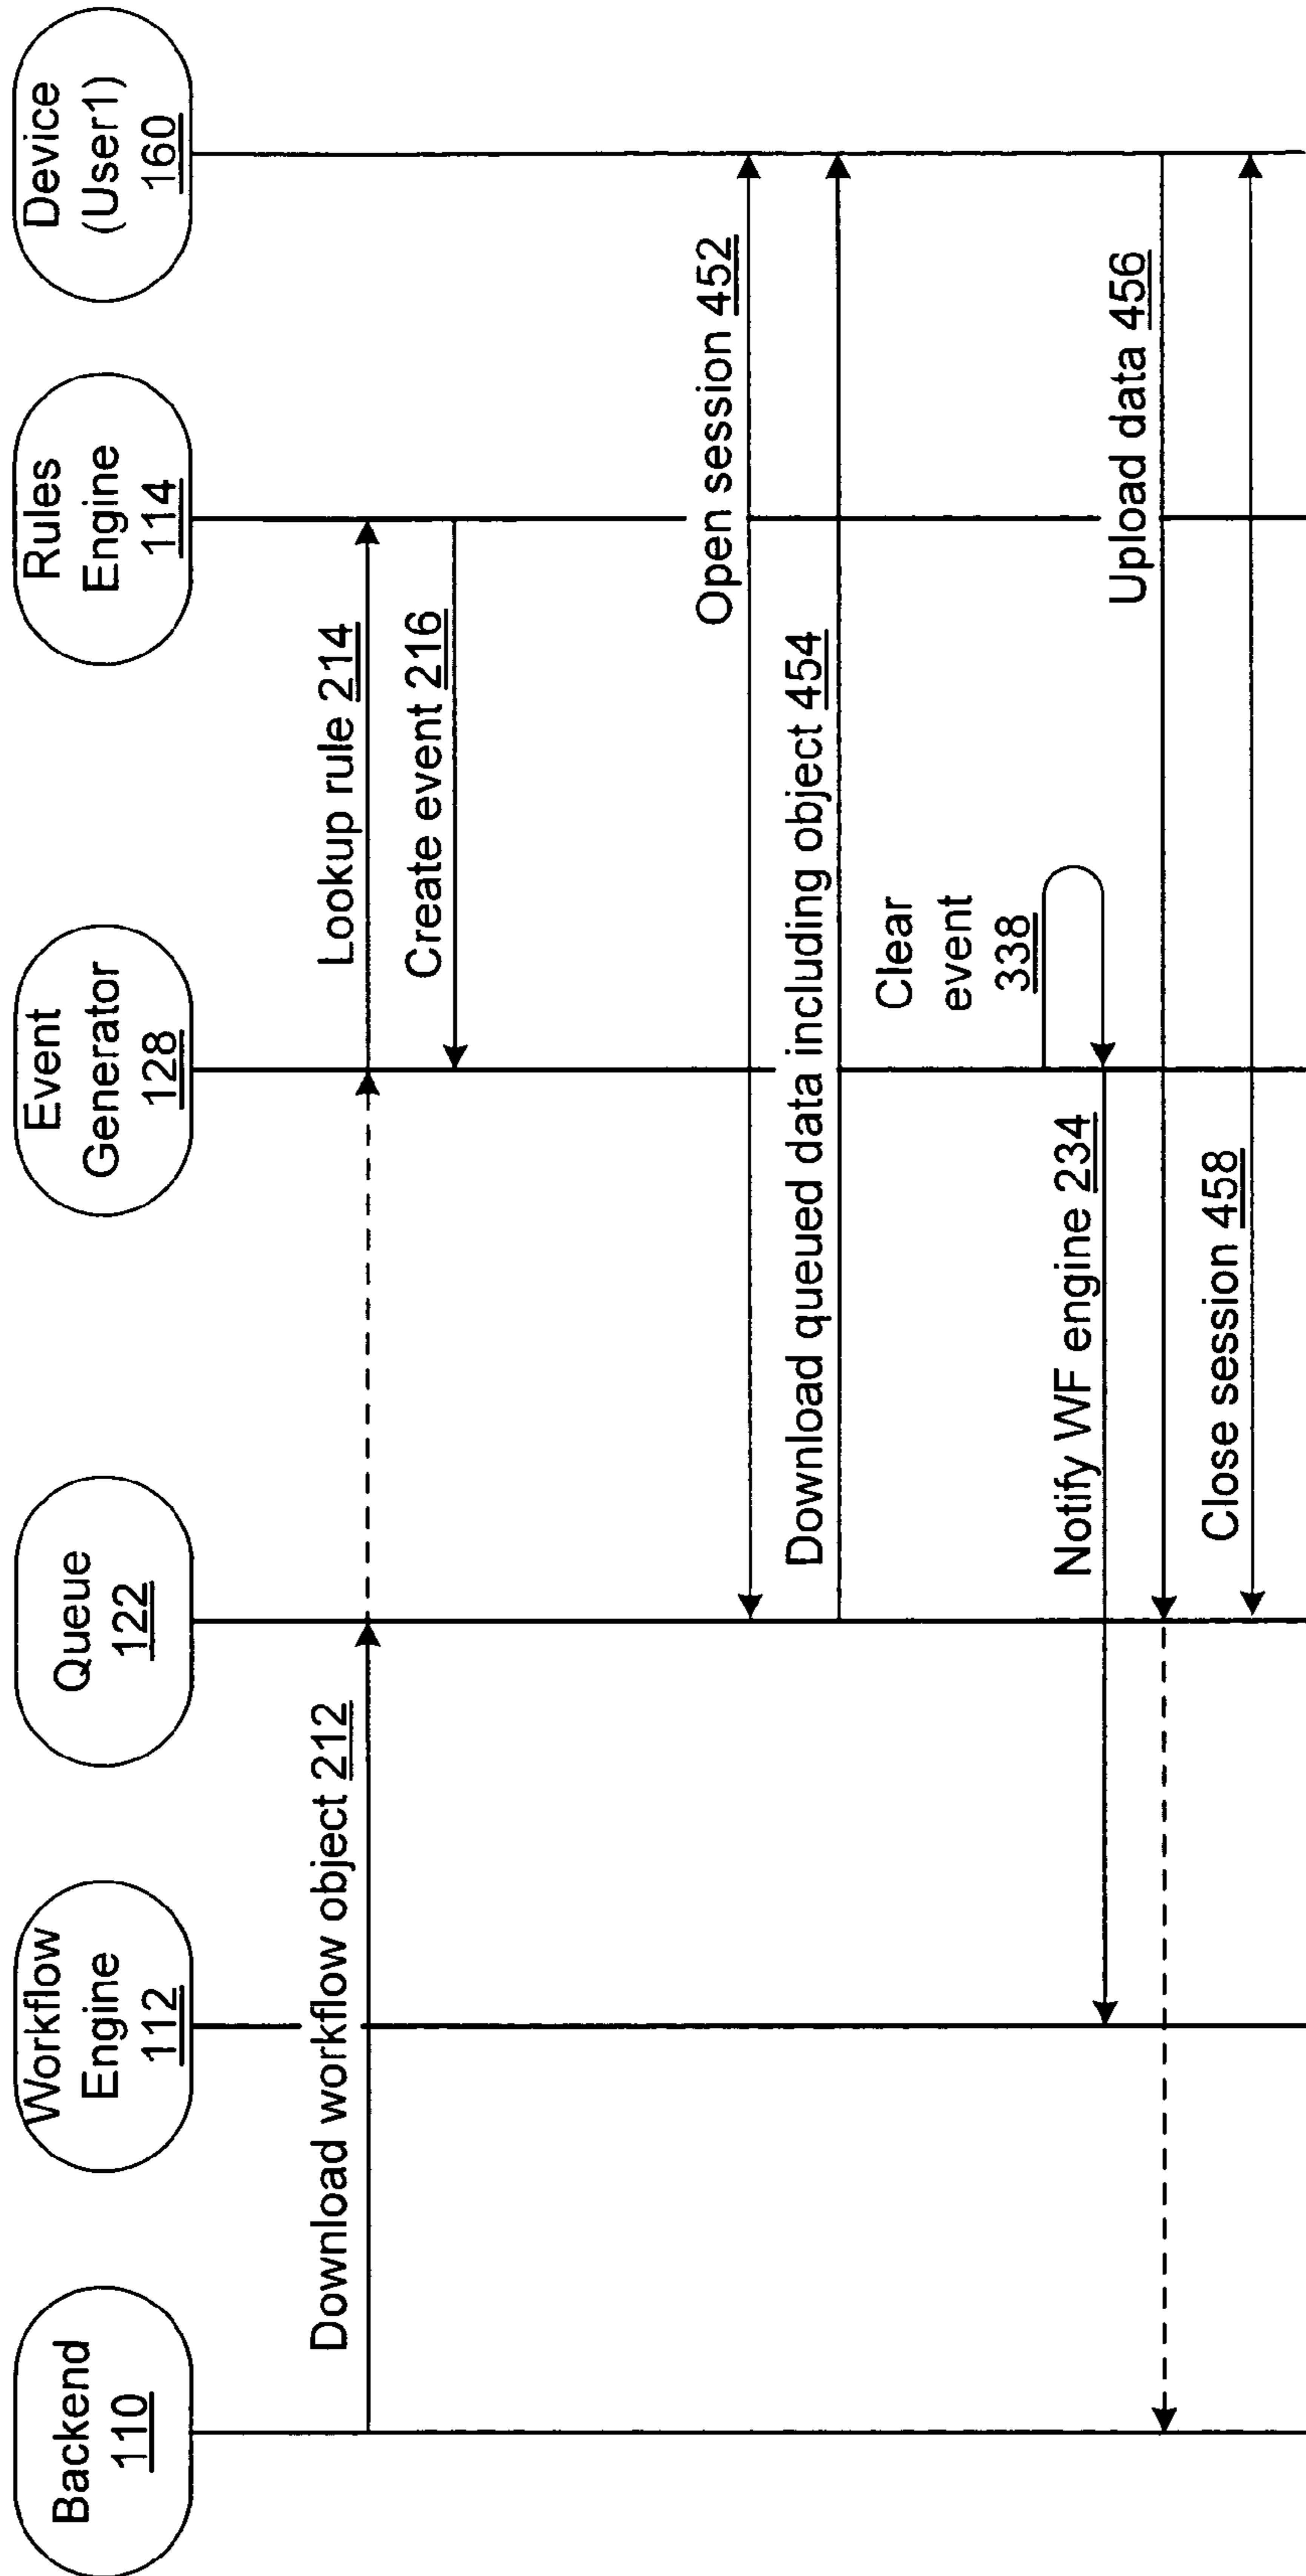 Backend
110
Workflow
Engine
112
Queue
122
Event
Generator
128
Rules
Engine
114
Device
(User1)
160
Download workflow object 212
Lookup rule 214
Create event 216
Open session 452
Download queued data including object 454
Clear
event
338
Notify WF engine 234
Upload data 456
Close session 458